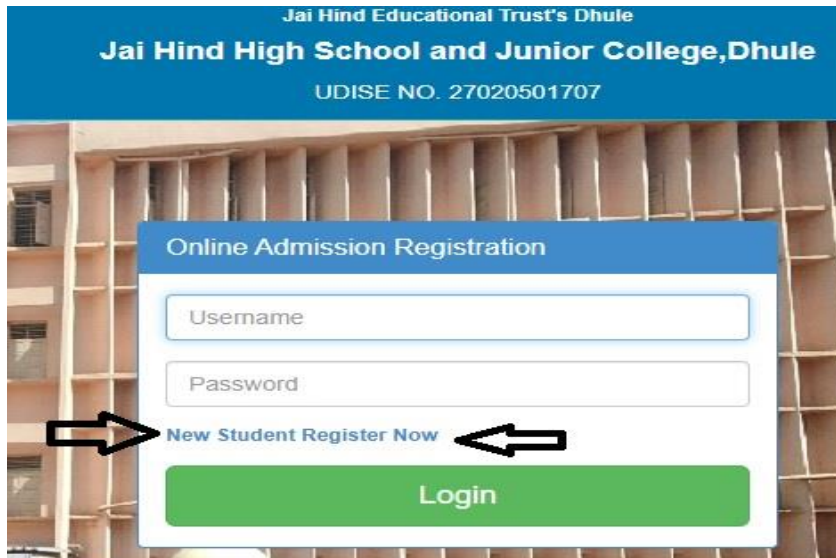 Jai Hind Educational Trust's Dhule
Jai Hind High School and Junior College,Dhule
UDISE NO. 27020501707
Online Admission Registration
Username
Password
New Student Register Now
Login